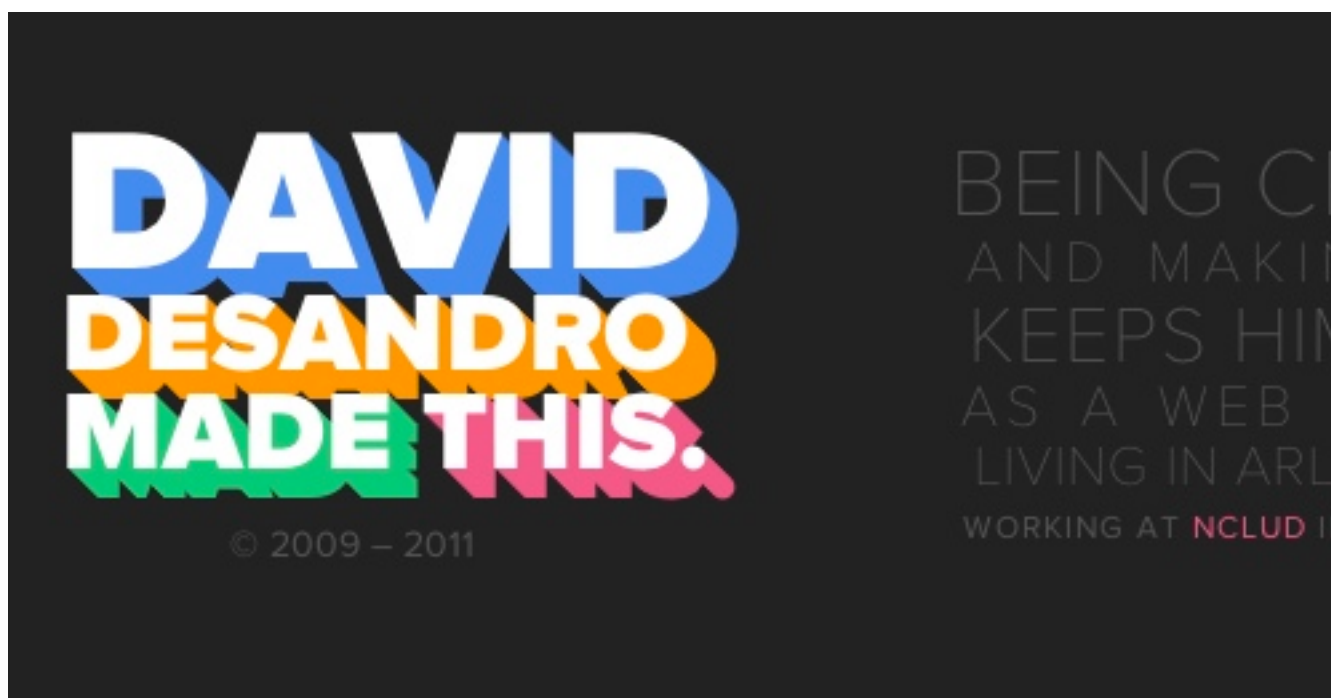 DAVID
DESANDRO
MADE THIS.
© 2009 – 2011
BEING
AND
KEEPS
AS A WEB
LIVING IN
WORKING AT NCLUD